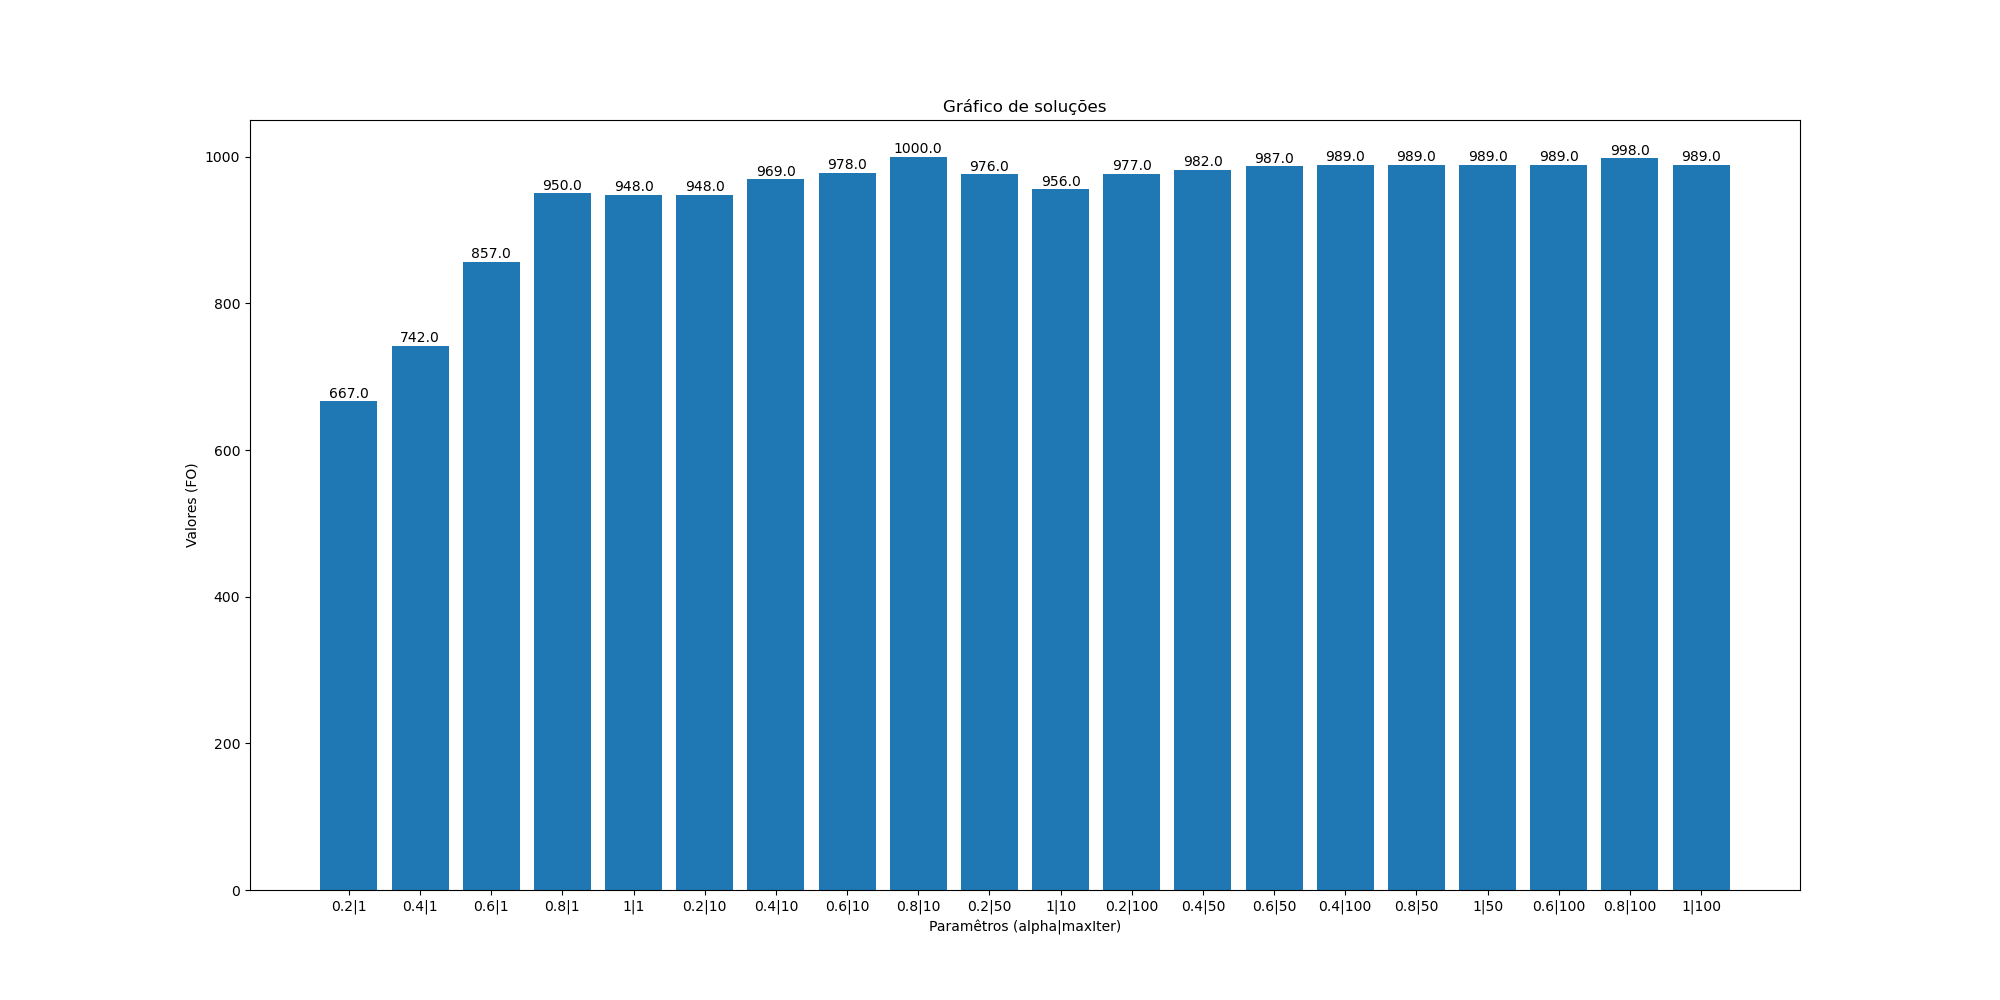 Gráfico de soluções
1000
800
600
400
200
0
Valores (FO)
667.0 742.0 857.0 950.0 948.0 948.0 969.0 978.0 1000.0 976.0 956.0 977.0 982.0 987.0 989.0 989.0 989.0 989.0 998.0 989.0
0.2|1 0.4|1 0.6|1 0.8|1 1|1 0.2|10 0.4|10 0.6|10 0.8|10 0.2|50 1|10 0.2|100 0.4|50 0.6|50 0.4|100 0.8|50 1|50 0.6|100 0.8|100 1|100
Paramêtros (alpha|maxIter)